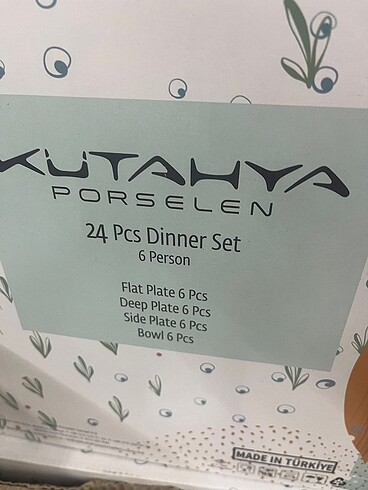 KÜTAHYA
PORSELEN
24 Pcs Dinner Set
6 Person
Flat Plate 6 Pcs
Deep Plate 6 Pcs
Side Plate 6 Pcs
Bowl 6 Pcs
MADE IN TÜRKİYE